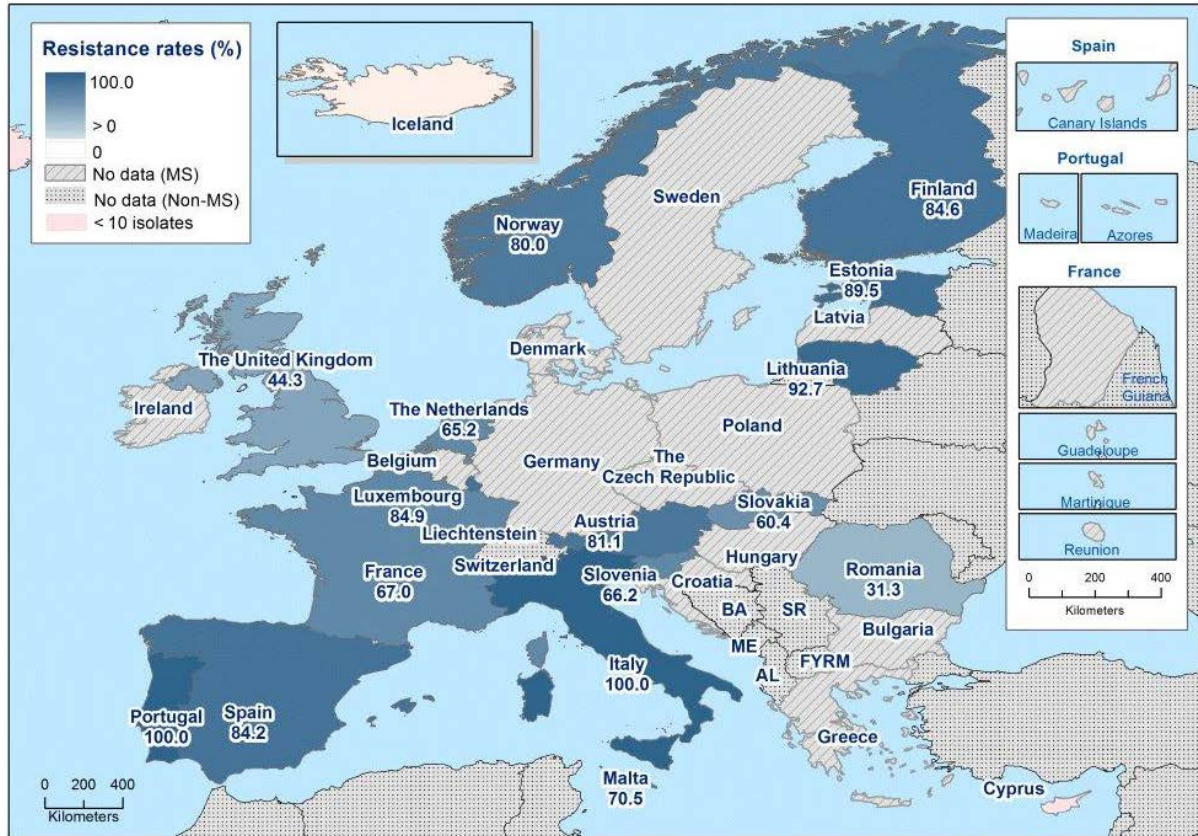 Resistance rates (%)
100.0
> 0
0
No data (MS)
No data (Non-MS)
< 10 isolates
Iceland
Spain
Canary Islands
Portugal
Madeira
Azores
France
French
Guiana
Guadeloupe
Martinique
Reunion
0 200 400
Kilometers
Norway
80.0
Sweden
Finland
84.6
Estonia
89.5
Latvia
Lithuania
92.7
Denmark
The United Kingdom
44.3
Ireland
The Netherlands
65.2
Belgium
Germany
Poland
The
Czech Republic
Luxembourg
84.9
Slovakia
60.4
Liechtenstein
Austria
81.1
Switzerland
Hungary
France
67.0
Slovenia
66.2
Croatia
Romania
31.3
BA
SR
Bulgaria
ME
FYRM
AL
Italy
100.0
Portugal
100.0
Spain
84.2
Greece
Malta
70.5
Cyprus
0 200 400
Kilometers